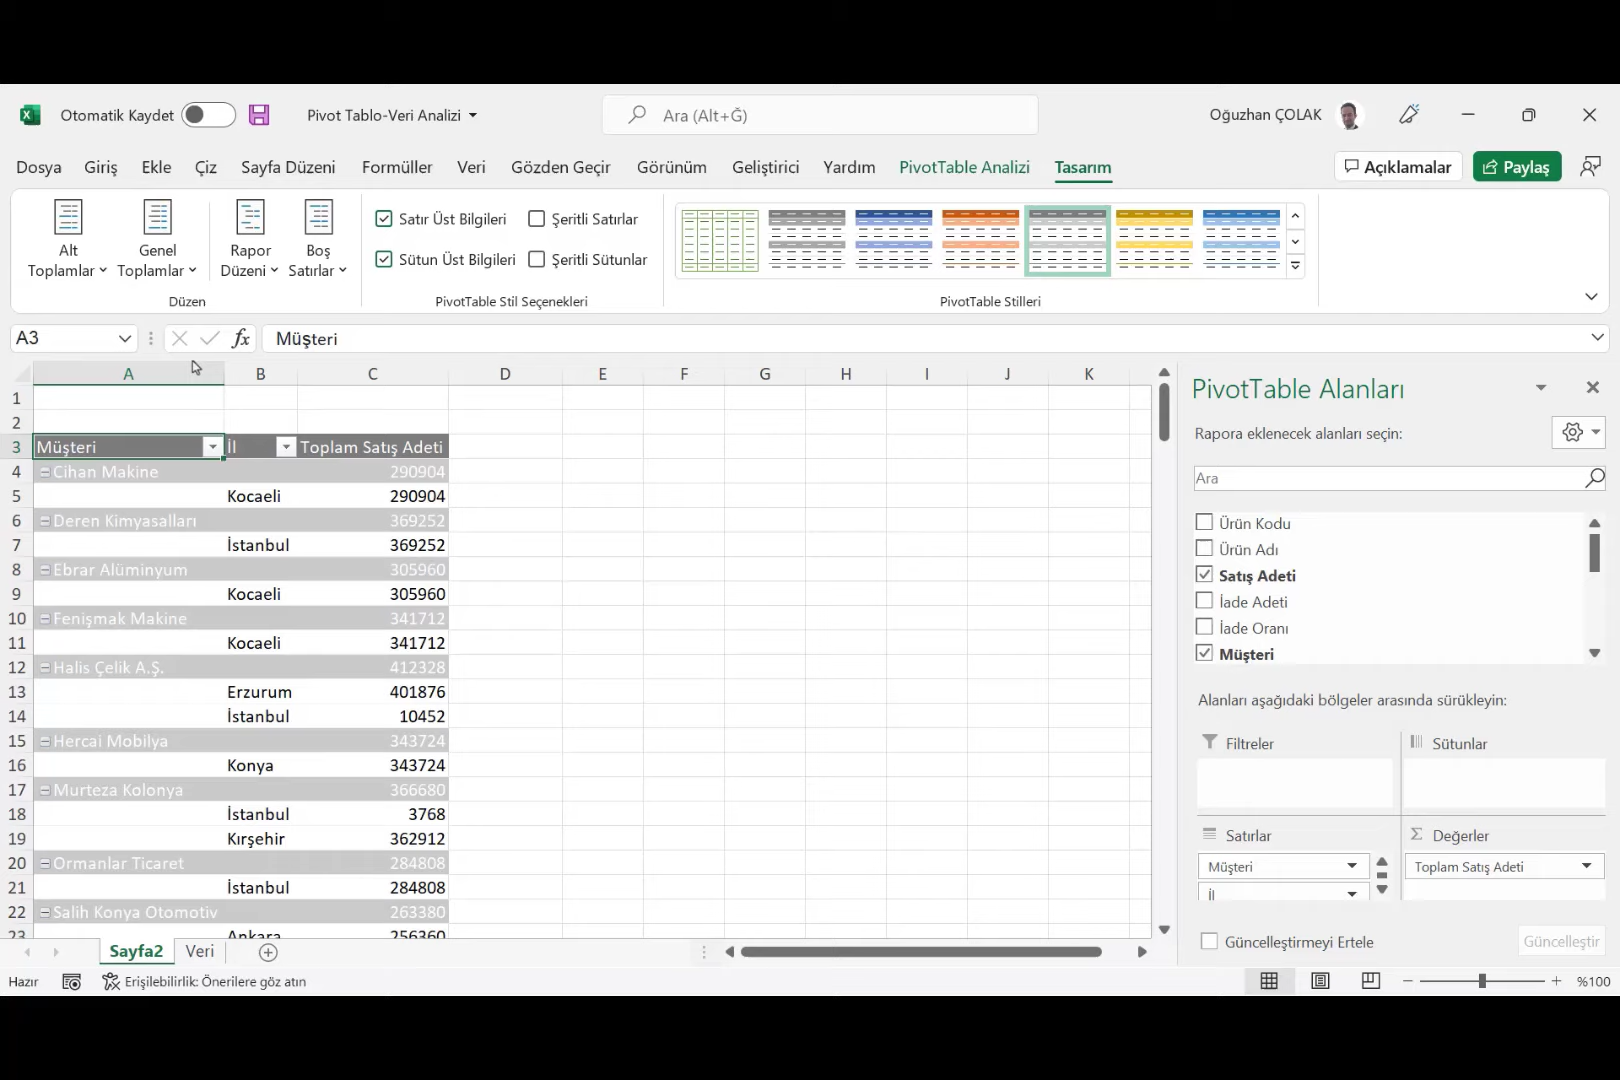 Otomatik Kaydet
Pivot Tablo-Veri Analizi
Ara (Alt+Ğ)
Oğuzhan ÇOLAK
Dosya Giriş Ekle Çiz Sayfa Düzeni Formüller Veri Gözden Geçir Görünüm Geliştirici Yardım PivotTable Analizi Tasarım
Açıklamalar
Paylaş
Alt Toplamlar
Genel Toplamlar
Rapor Düzeni
Boş Satırlar
Düzen
Satır Üst Bilgileri Şeritli Satırlar
Sütun Üst Bilgileri Şeritli Sütunlar
PivotTable Stil Seçenekleri
PivotTable Stilleri
A3 fx Müşteri
A B C D E F G H I J K
1
2
3 Müşteri İl Toplam Satış Adeti
4 Cihan Makine 290904
5 Kocaeli 290904
6 Deren Kimyasalları 369252
7 İstanbul 369252
8 Ebrar Alüminyum 305960
9 Kocaeli 305960
10 Fenişmak Makine 341712
11 Kocaeli 341712
12 Halis Çelik A.Ş. 412328
13 Erzurum 401876
14 İstanbul 10452
15 Hercai Mobilya 343724
16 Konya 343724
17 Murteza Kolonya 366680
18 İstanbul 3768
19 Kırşehir 362912
20 Ormanlar Ticaret 284808
21 İstanbul 284808
22 Salih Konya Otomotiv 263380
23 Ankara 256360
PivotTable Alanları
Rapora eklenecek alanları seçin:
Ara
Ürün Kodu
Ürün Adı
Satış Adeti
İade Adeti
İade Oranı
Müşteri
Alanları aşağıdaki bölgeler arasında sürükleyin:
Filtreler
Sütunlar
Satırlar
Müşteri
İl
Σ Değerler
Toplam Satış Adeti
Güncelleştirmeyi Ertele
Güncelleştir
Sayfa2 Veri
Hazır
Erişilebilirlik: Önerilere göz atın
%100